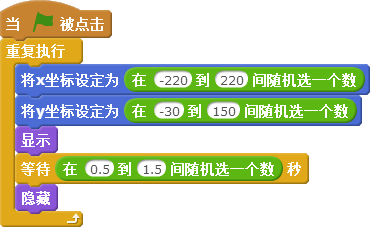 当 被点击
重复执行
将x坐标设定为 在 -220 到 220 间随机选一个数
将y坐标设定为 在 -30 到 150 间随机选一个数
显示
等待 在 0.5 到 1.5 间随机选一个数 秒
隐藏